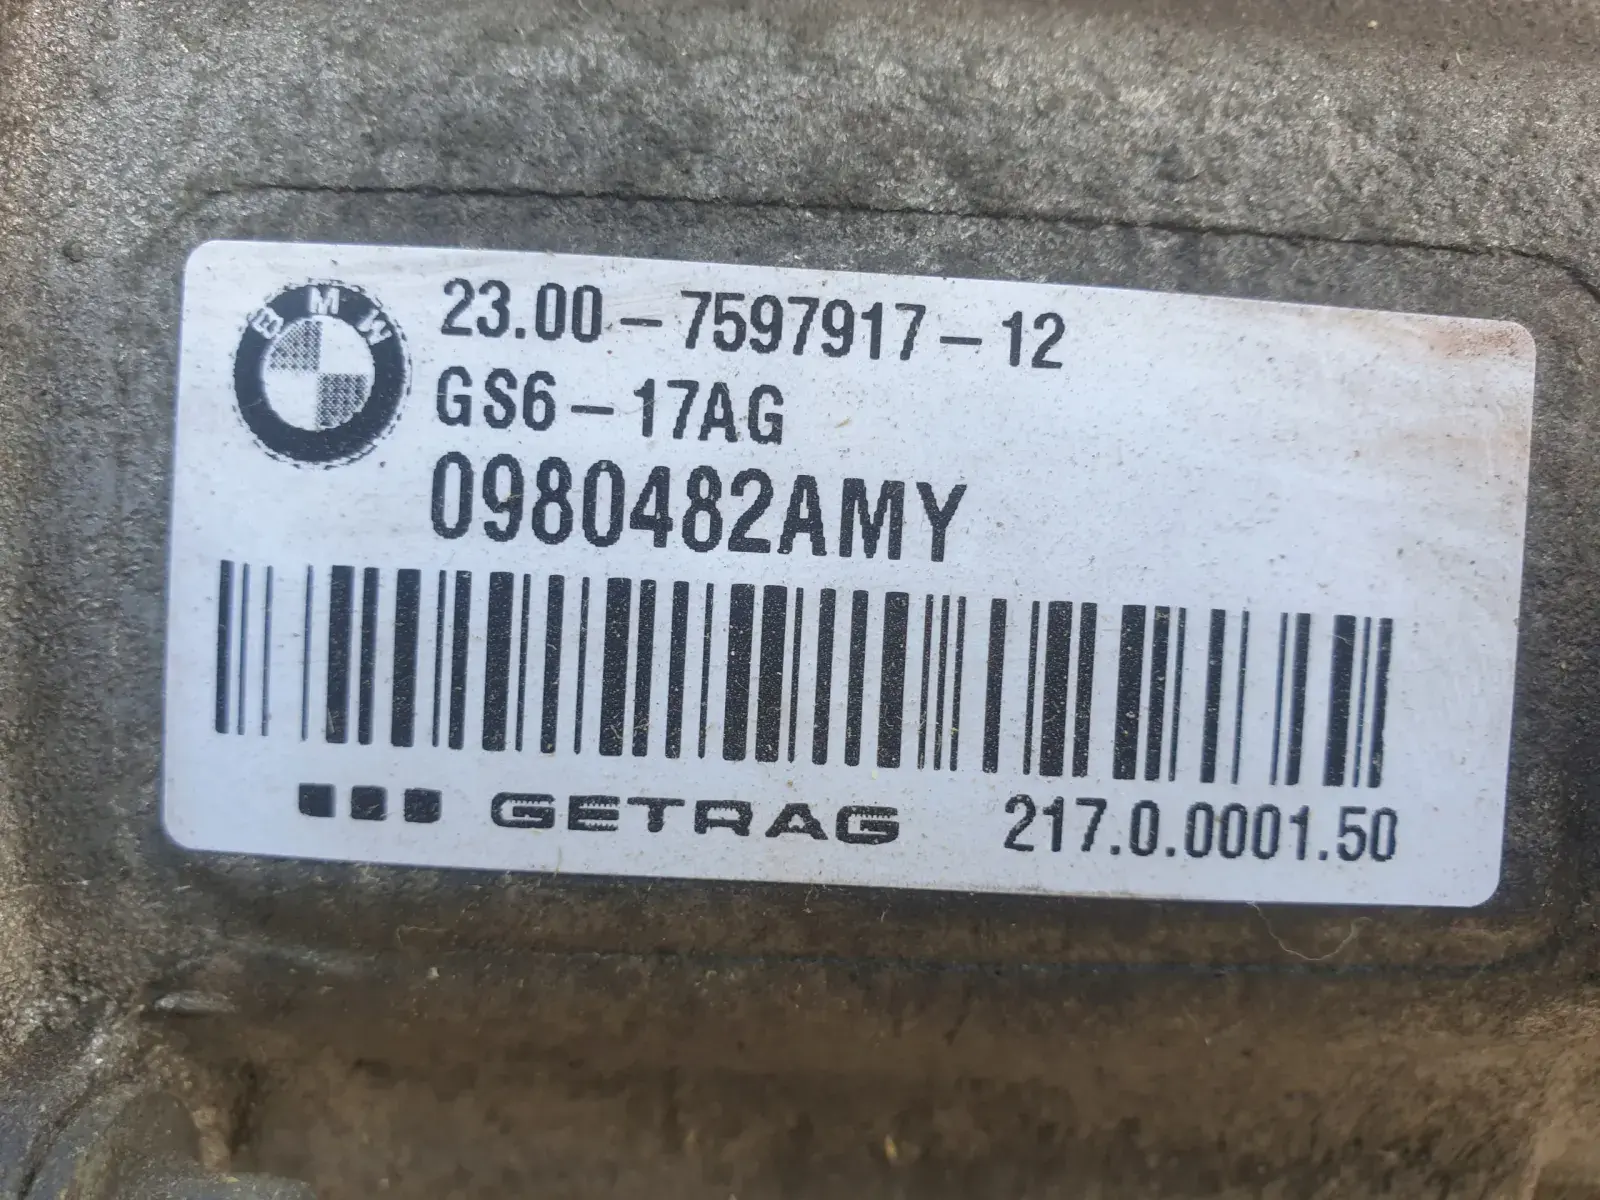 BMW
23.00-7597917-12
GS6-17AG
0980482AMY
GETRAG 217.0.0001.50